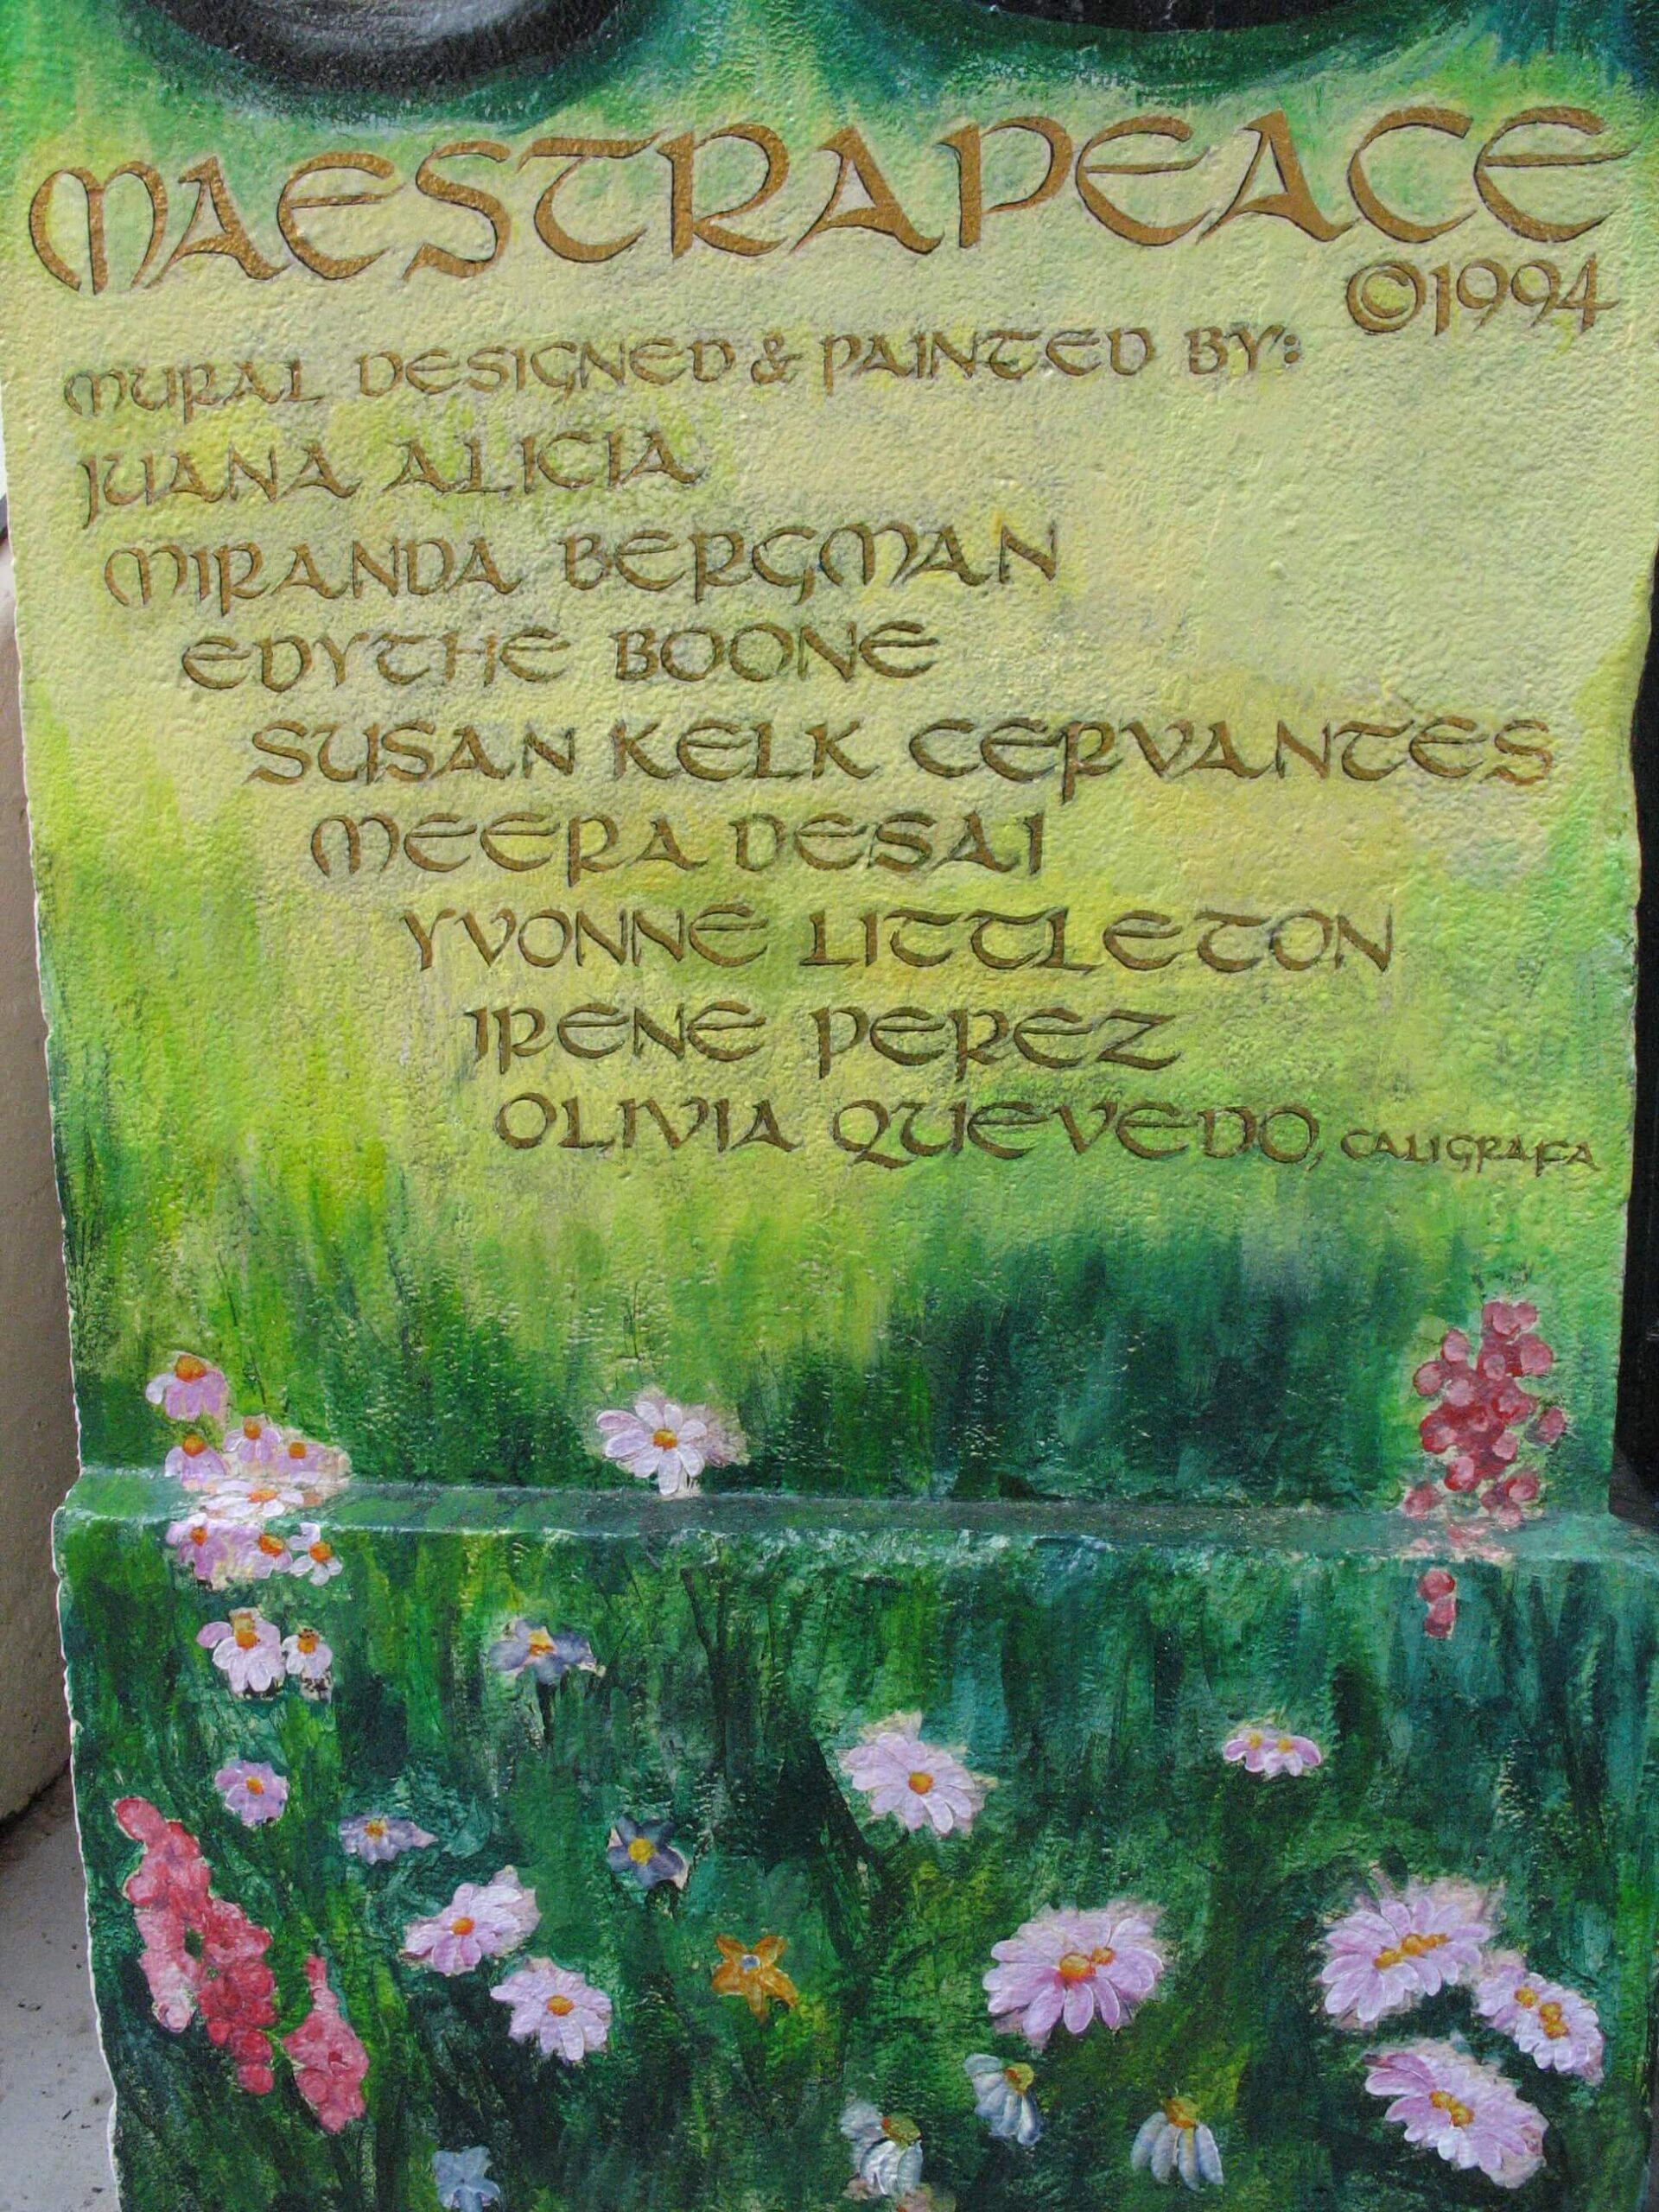 MAESTRAPEACE
©1994
MURAL DESIGNED & PAINTED BY:
JUANA ALICIA
MIRANDA BERGMAN
EDYTHE BOONE
SUSAN KELK CERVANTES
MEERA DESAI
YVONNE LITTLETON
IRENE PEREZ
OLIVIA QUEVEDO, CALIGRAFA